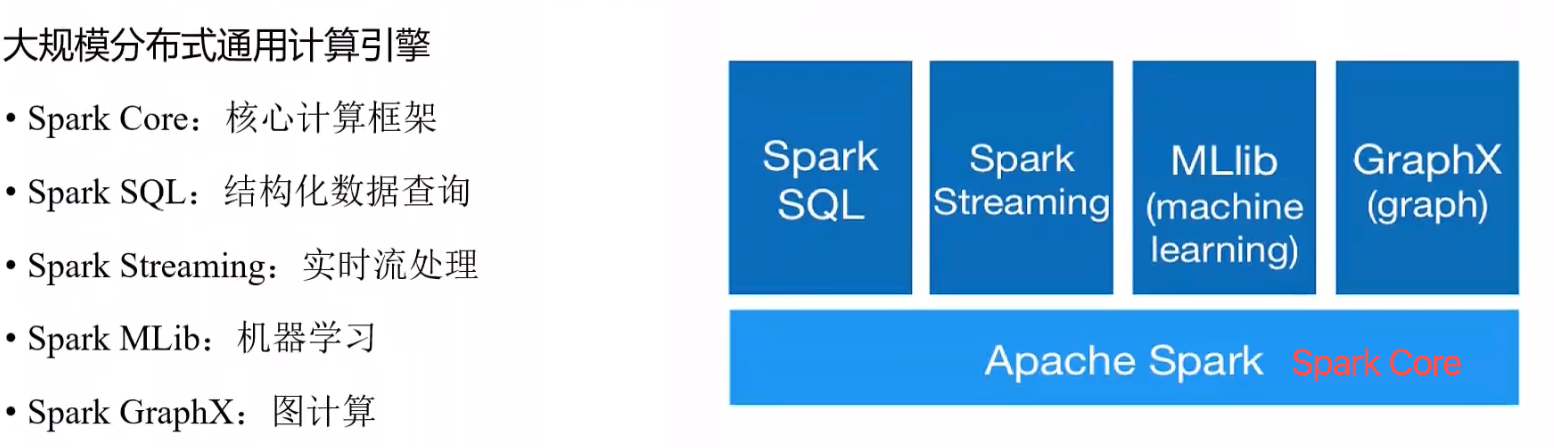 大规模分布式通用计算引擎
• Spark Core：核心计算框架
• Spark SQL：结构化数据查询
• Spark Streaming：实时流处理
• Spark MLib：机器学习
• Spark GraphX：图计算
Spark
SQL
Spark
Streaming
MLlib
(machine
learning)
GraphX
(graph)
Apache Spark Spark Core